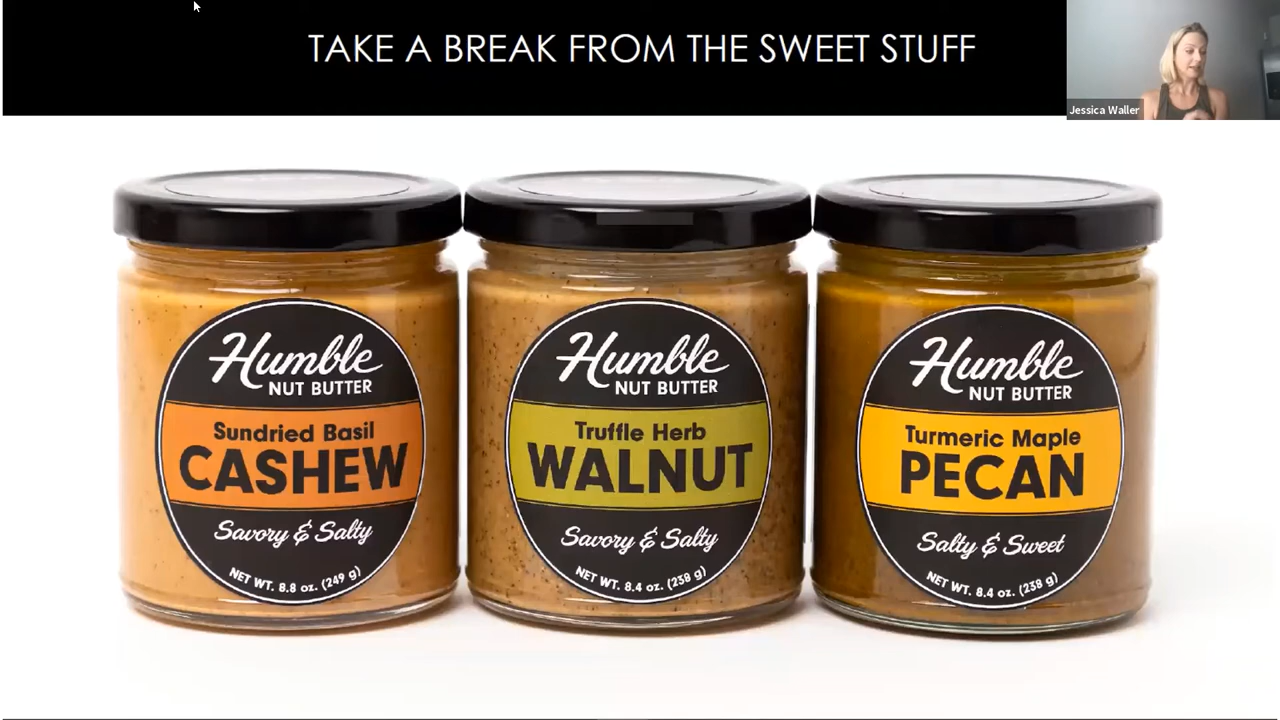 TAKE A BREAK FROM THE SWEET STUFF
Jessica Waller
Humble
NUT BUTTER
Sundried Basil
CASHEW
Savory & Salty
NET WT. 8.8 oz. (249 g)
Humble
NUT BUTTER
Truffle Herb
WALNUT
Savory & Salty
NET WT. 8.4 oz. (238 g)
Humble
NUT BUTTER
Turmeric Maple
PECAN
Salty & Sweet
NET WT. 8.4 oz. (238 g)